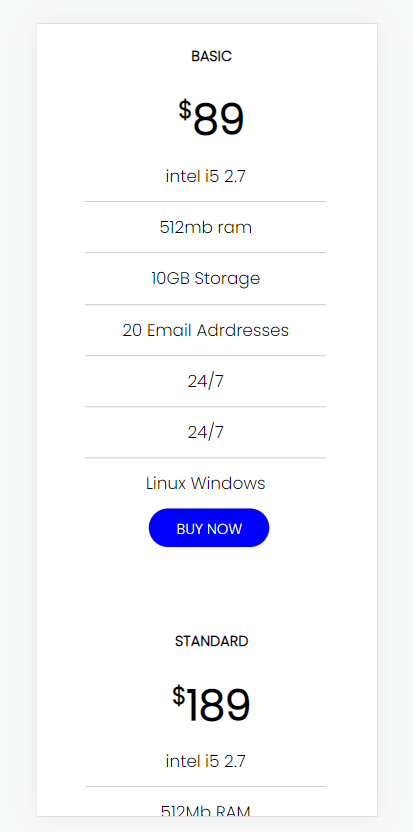 BASIC
$89
intel i5 2.7
512mb ram
10GB Storage
20 Email Adrdresses
24/7
24/7
Linux Windows
BUY NOW
STANDARD
$189
intel i5 2.7
512Mb RAM